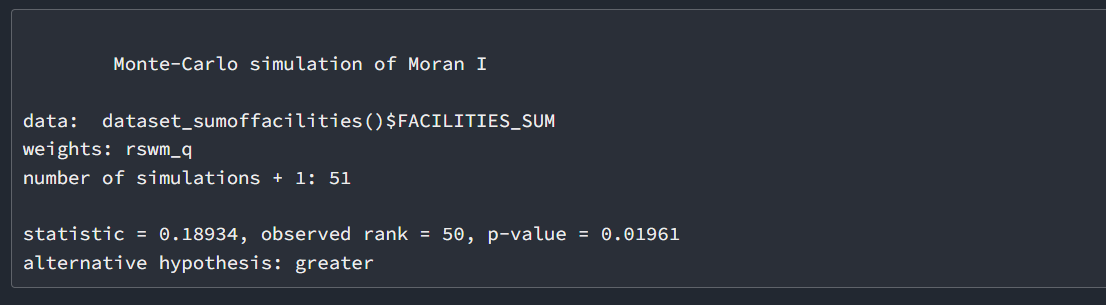 Monte-Carlo simulation of Moran I
data:  dataset_sumoffacilities()$FACILITIES_SUM
weights: rswm_q
number of simulations + 1: 51
statistic = 0.18934, observed rank = 50, p-value = 0.01961
alternative hypothesis: greater